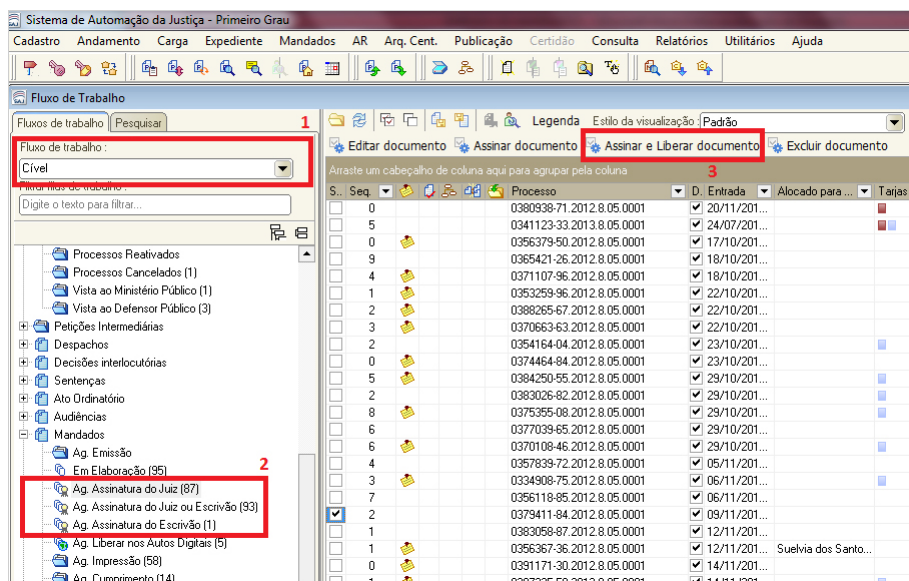 Sistema de Automação da Justiça - Primeiro Grau
Cadastro Andamento Carga Expediente Mandados AR Arq. Cent. Publicação Certidão Consulta Relatórios Utilitários Ajuda
Fluxo de Trabalho
Fluxos de trabalho Pesquisar 1
Fluxo de trabalho :
Cível
Filtrar filas de trabalho :
Digite o texto para filtrar...
Processos Reativados
Processos Cancelados (1)
Vista ao Ministério Público (1)
Vista ao Defensor Público (3)
Petições Intermediárias
Despachos
Decisões interlocutórias
Sentenças
Ato Ordinatório
Audiências
Mandados
Ag. Emissão
Em Elaboração (95)
2
Ag. Assinatura do Juiz (87)
Ag. Assinatura do Juiz ou Escrivão (93)
Ag. Assinatura do Escrivão (1)
Ag. Liberar nos Autos Digitais (5)
Ag. Impressão (58)
Ag. Cumprimento (14)
Legenda Estilo da visualização : Padrão
Editar documento Assinar documento Assinar e Liberar documento Excluir documento
Arraste um cabeçalho de coluna aqui para agrupar pela coluna 3
S.. Seq. Processo D. Entrada Alocado para ... Tarjas
0 0380938-71.2012.8.05.0001 20/11/201...
5 0341123-33.2013.8.05.0001 24/07/201...
0 0356379-50.2012.8.05.0001 17/10/201...
9 0365421-26.2012.8.05.0001 18/10/201...
4 0371107-96.2012.8.05.0001 18/10/201...
1 0353259-96.2012.8.05.0001 22/10/201...
2 0388265-67.2012.8.05.0001 22/10/201...
3 0370663-63.2012.8.05.0001 22/10/201...
2 0354164-04.2012.8.05.0001 23/10/201...
0 0374464-84.2012.8.05.0001 23/10/201...
5 0384250-55.2012.8.05.0001 29/10/201...
2 0383026-82.2012.8.05.0001 29/10/201...
8 0375355-08.2012.8.05.0001 29/10/201...
6 0377039-65.2012.8.05.0001 29/10/201...
6 0370108-46.2012.8.05.0001 29/10/201...
4 0357839-72.2012.8.05.0001 05/11/201...
3 0334908-75.2012.8.05.0001 06/11/201...
7 0356118-85.2012.8.05.0001 06/11/201...
2 0379411-84.2012.8.05.0001 09/11/201...
1 0383058-87.2012.8.05.0001 12/11/201...
1 0356367-36.2012.8.05.0001 12/11/201... Suelvia dos Santo...
0 0391171-30.2012.8.05.0001 14/11/201...